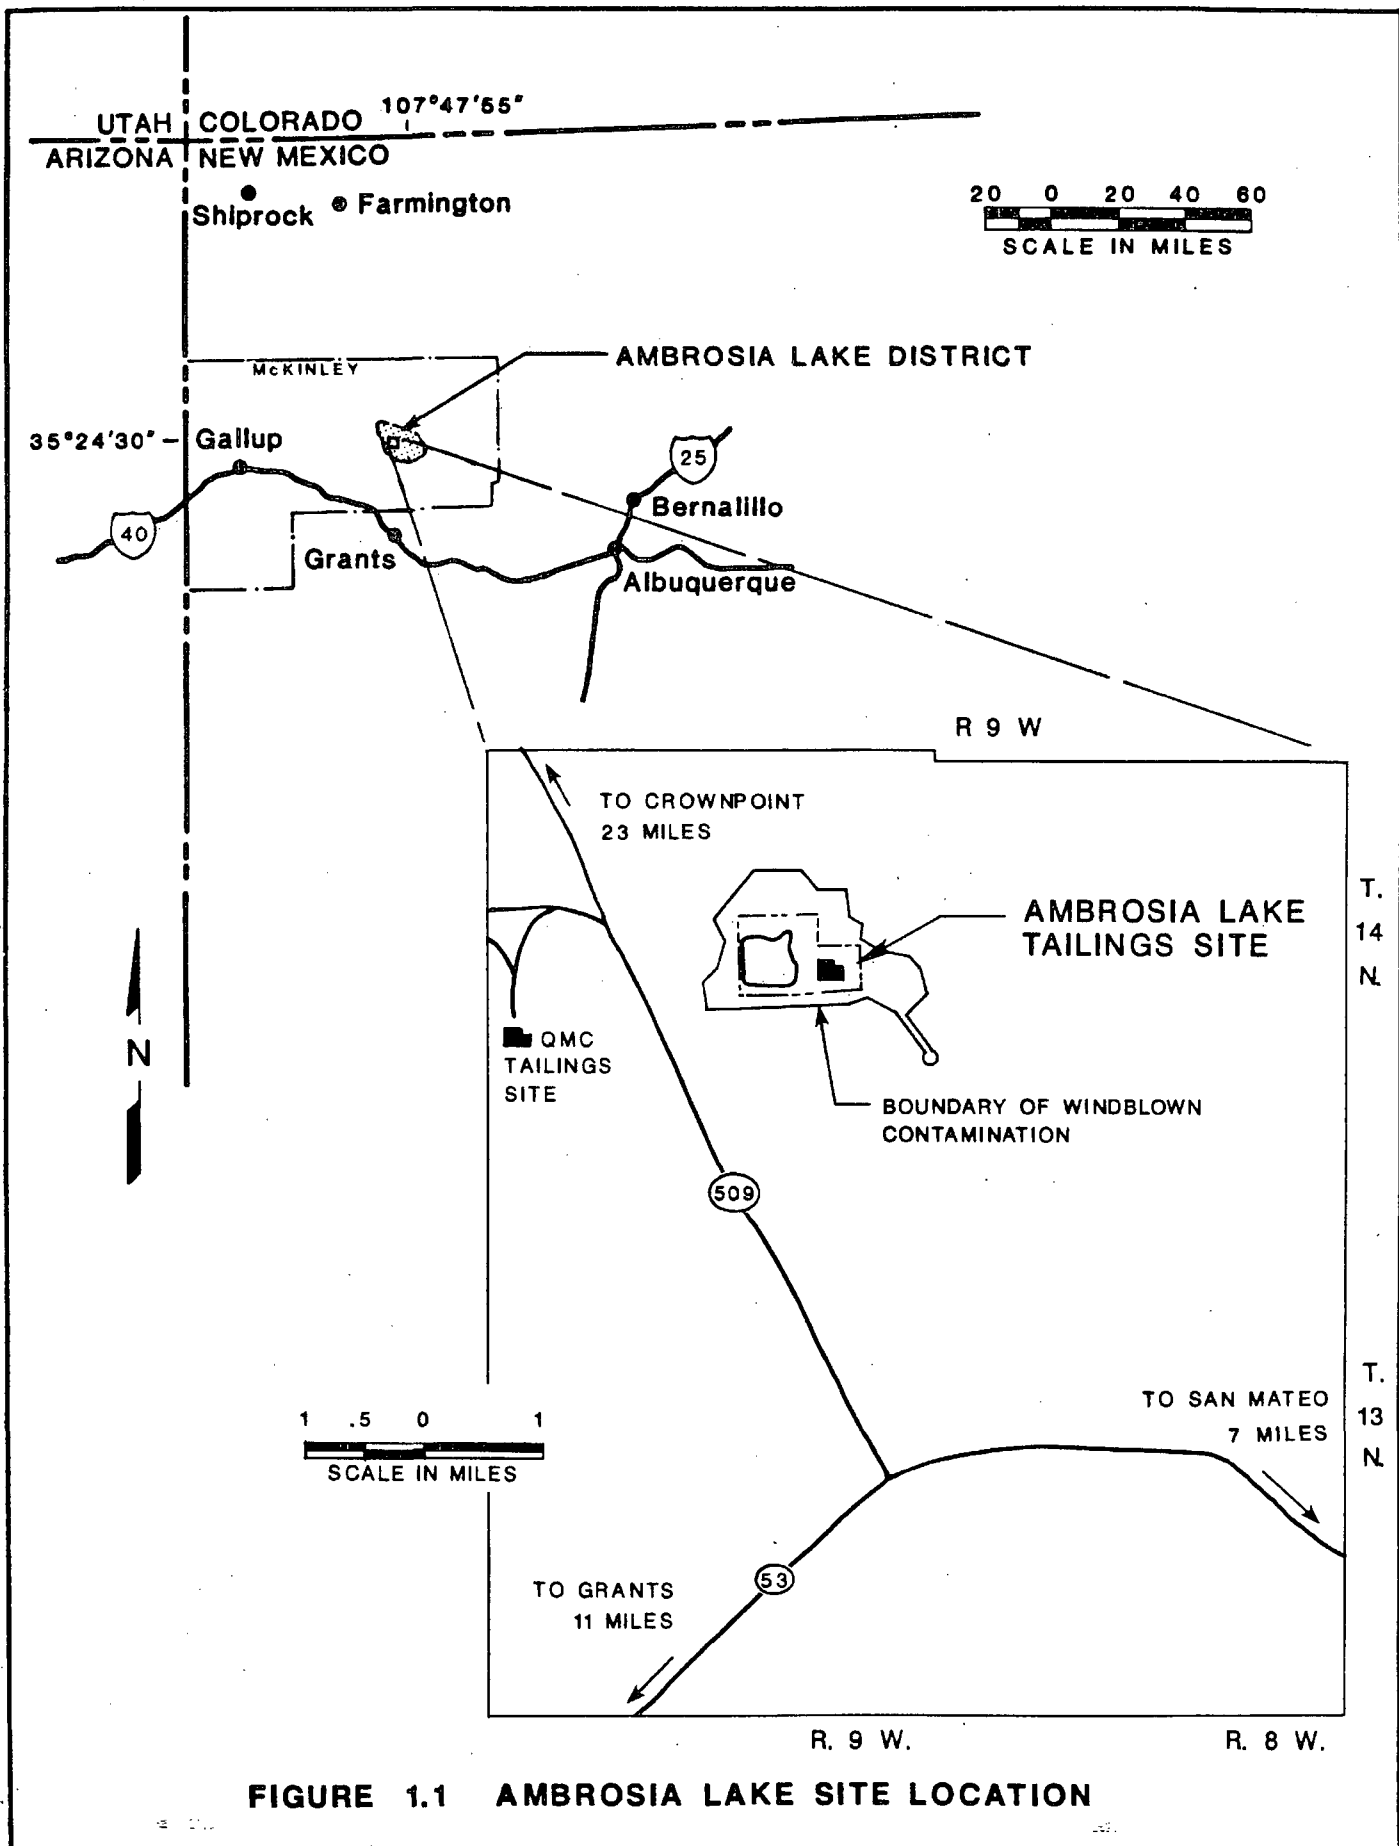 107°47'55"
UTAH COLORADO
ARIZONA NEW MEXICO
Shiprock
Farmington
20 0 20 40 60
SCALE IN MILES
McKINLEY
AMBROSIA LAKE DISTRICT
35°24'30"
Gallup
25
Bernalillo
40
Grants
Albuquerque
R 9 W
TO CROWNPOINT
23 MILES
T.
14
N.
AMBROSIA LAKE
TAILINGS SITE
N
QMC
TAILINGS
SITE
BOUNDARY OF WINDBLOWN
CONTAMINATION
509
T.
13
N.
TO SAN MATEO
7 MILES
1 .5 0 1
SCALE IN MILES
53
TO GRANTS
11 MILES
R. 9 W.
R. 8 W.
FIGURE 1.1 AMBROSIA LAKE SITE LOCATION